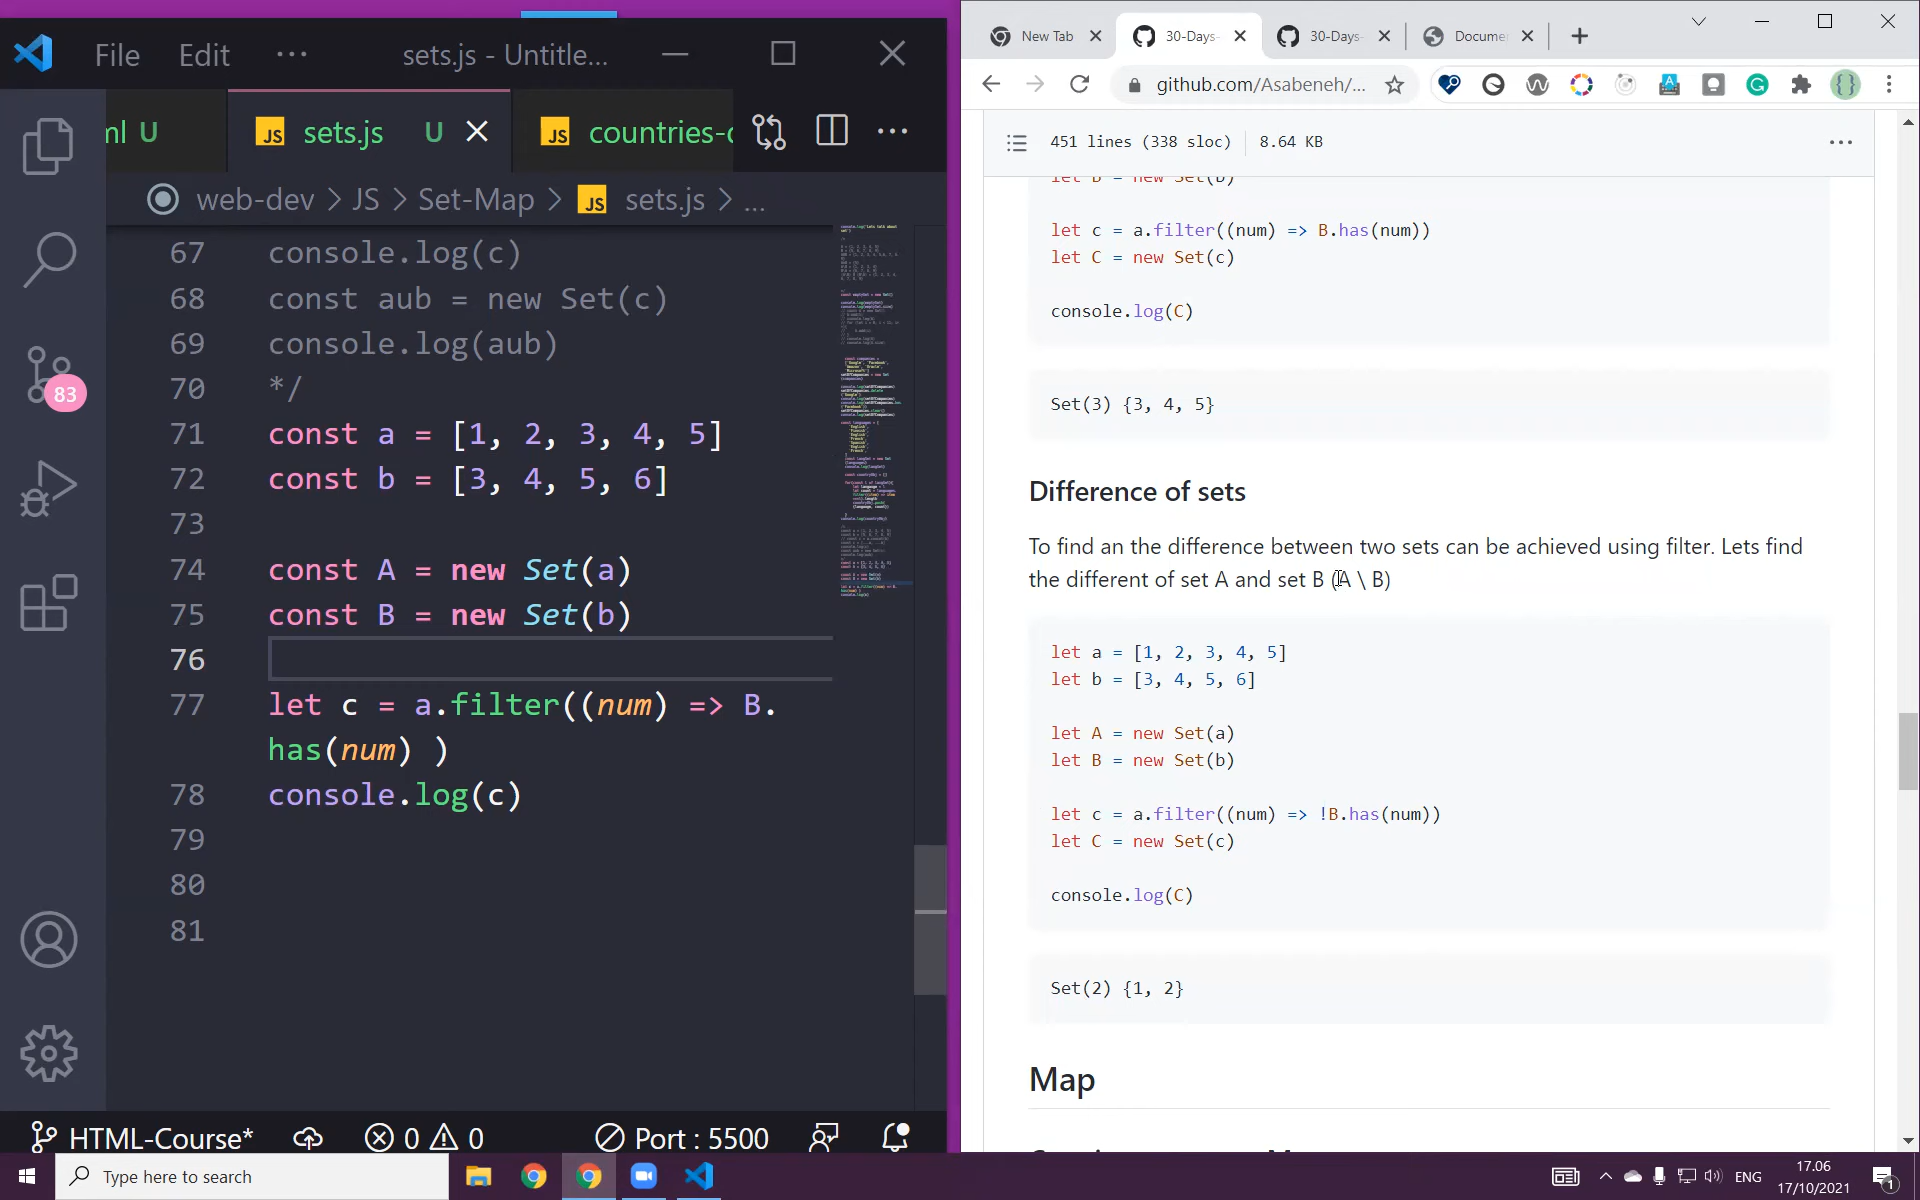 File Edit ··· sets.js - Untitle...
ml U
JS sets.js U
JS countries-c
···
web-dev > JS > Set-Map > JS sets.js > ...
67 console.log(c)
68 const aub = new Set(c)
69 console.log(aub)
70 */
71 const a = [1, 2, 3, 4, 5]
72 const b = [3, 4, 5, 6]
73
74 const A = new Set(a)
75 const B = new Set(b)
76
77 let c = a.filter((num) => B.
has(num) )
78 console.log(c)
79
80
81
83
HTML-Course* 0 0 Port : 5500
New Tab
30-Days-
30-Days-
Docume
github.com/Asabeneh/...
451 lines (338 sloc) 8.64 KB
let B = new Set(b)
let c = a.filter((num) => B.has(num))
let C = new Set(c)
console.log(C)
Set(3) {3, 4, 5}
Difference of sets
To find an the difference between two sets can be achieved using filter. Lets find
the different of set A and set B (A \ B)
let a = [1, 2, 3, 4, 5]
let b = [3, 4, 5, 6]
let A = new Set(a)
let B = new Set(b)
let c = a.filter((num) => !B.has(num))
let C = new Set(c)
console.log(C)
Set(2) {1, 2}
Map
Type here to search
ENG
17.06
17/10/2021
1